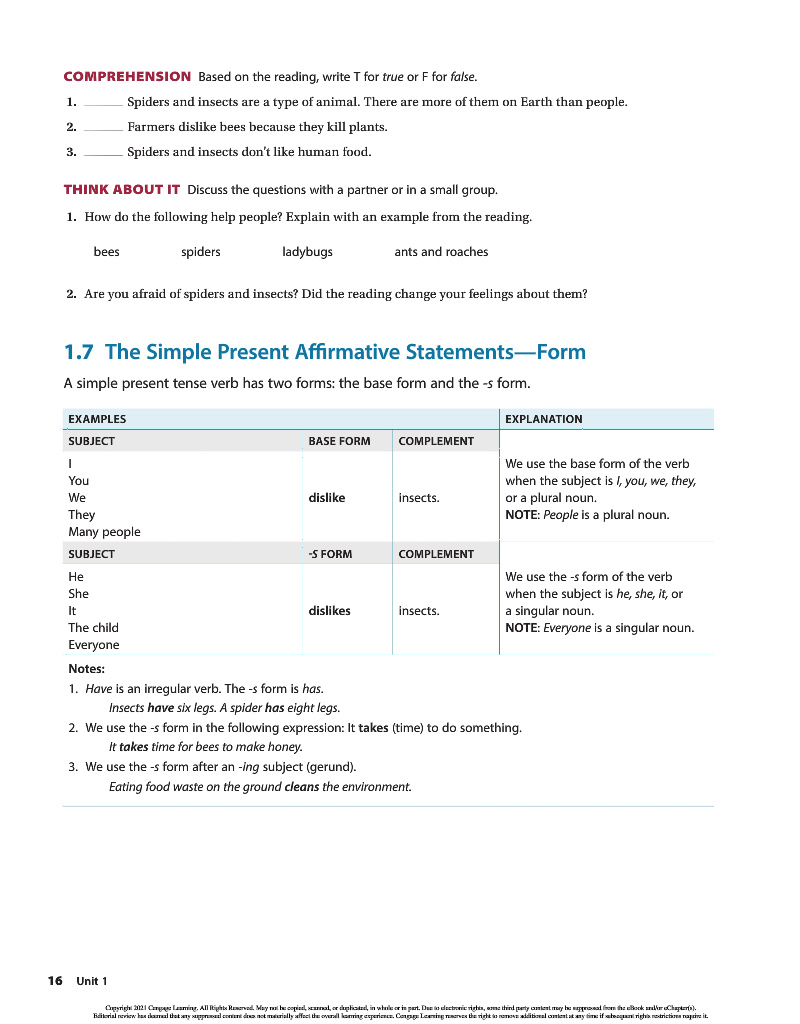 COMPREHENSION Based on the reading, write T for true or F for false.
1. ______ Spiders and insects are a type of animal. There are more of them on Earth than people.
2. ______ Farmers dislike bees because they kill plants.
3. ______ Spiders and insects don't like human food.
THINK ABOUT IT Discuss the questions with a partner or in a small group.
1. How do the following help people? Explain with an example from the reading.
bees spiders ladybugs ants and roaches
2. Are you afraid of spiders and insects? Did the reading change your feelings about them?
1.7 The Simple Present Affirmative Statements—Form
A simple present tense verb has two forms: the base form and the -s form.
EXAMPLES EXPLANATION
SUBJECT BASE FORM COMPLEMENT
I
You
We
They
Many people
dislike
insects.
We use the base form of the verb
when the subject is I, you, we, they,
or a plural noun.
NOTE: People is a plural noun.
SUBJECT -S FORM COMPLEMENT
He
She
It
The child
Everyone
dislikes
insects.
We use the -s form of the verb
when the subject is he, she, it, or
a singular noun.
NOTE: Everyone is a singular noun.
Notes:
1. Have is an irregular verb. The -s form is has.
Insects have six legs. A spider has eight legs.
2. We use the -s form in the following expression: It takes (time) to do something.
It takes time for bees to make honey.
3. We use the -s form after an -ing subject (gerund).
Eating food waste on the ground cleans the environment.
16 Unit 1
Copyright 2021 Cengage Learning. All Rights Reserved. May not be copied, scanned, or duplicated, in whole or in part. Due to electronic rights, some third party content may be suppressed from the eBook and/or eChapter(s).
Editorial review has deemed that any suppressed content does not materially affect the overall learning experience. Cengage Learning reserves the right to remove additional content at any time if subsequent rights restrictions require it.